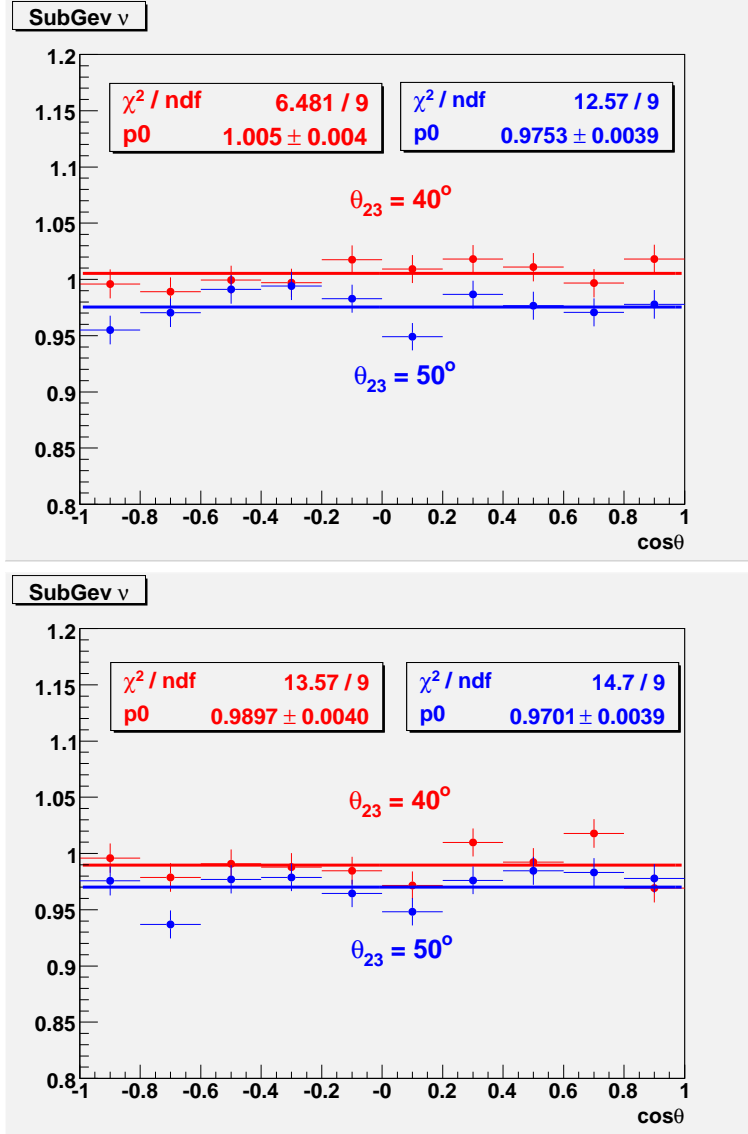 SubGev ν
1.2
1.15
1.1
1.05
1
0.95
0.9
0.85
0.8
χ² / ndf 6.481 / 9
p0 1.005 ± 0.004
χ² / ndf 12.57 / 9
p0 0.9753 ± 0.0039
θ₂₃ = 40°
θ₂₃ = 50°
-1 -0.8 -0.6 -0.4 -0.2 -0 0.2 0.4 0.6 0.8 1
cosθ
SubGev ν
1.2
1.15
1.1
1.05
1
0.95
0.9
0.85
0.8
χ² / ndf 13.57 / 9
p0 0.9897 ± 0.0040
χ² / ndf 14.7 / 9
p0 0.9701 ± 0.0039
θ₂₃ = 40°
θ₂₃ = 50°
-1 -0.8 -0.6 -0.4 -0.2 -0 0.2 0.4 0.6 0.8 1
cosθ